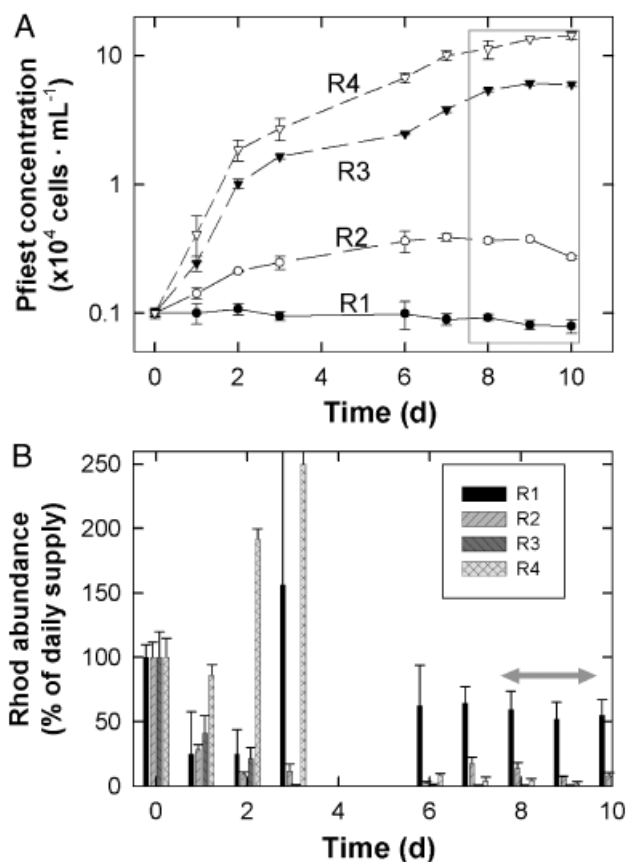 A
Pfiest concentration
(x10⁴ cells · mL⁻¹)
10
1
0.1
R4
R3
R2
R1
0 2 4 6 8 10
Time (d)
B
Rhod abundance
(% of daily supply)
250
200
150
100
50
0
R1
R2
R3
R4
0 2 4 6 8 10
Time (d)